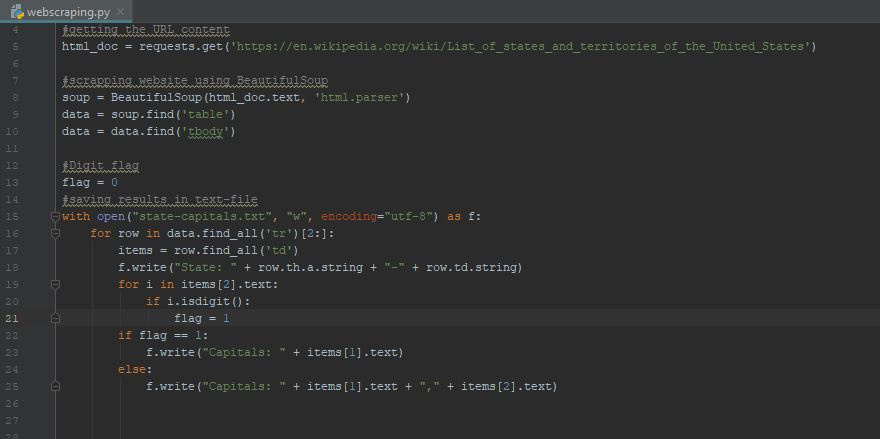 webscraping.py
4 #getting the URL content
5 html_doc = requests.get('https://en.wikipedia.org/wiki/List_of_states_and_territories_of_the_United_States')
6
7 #scrapping website using BeautifulSoup
8 soup = BeautifulSoup(html_doc.text, 'html.parser')
9 data = soup.find('table')
10 data = data.find('tbody')
11
12 #Digit flag
13 flag = 0
14 #saving results in text-file
15 with open("state-capitals.txt", "w", encoding="utf-8") as f:
16     for row in data.find_all('tr')[2:]:
17         items = row.find_all('td')
18         f.write("State: " + row.th.a.string + "-" + row.td.string)
19         for i in items[2].text:
20             if i.isdigit():
21                 flag = 1
22         if flag == 1:
23             f.write("Capitals: " + items[1].text)
24         else:
25             f.write("Capitals: " + items[1].text + "," + items[2].text)
26
27
28